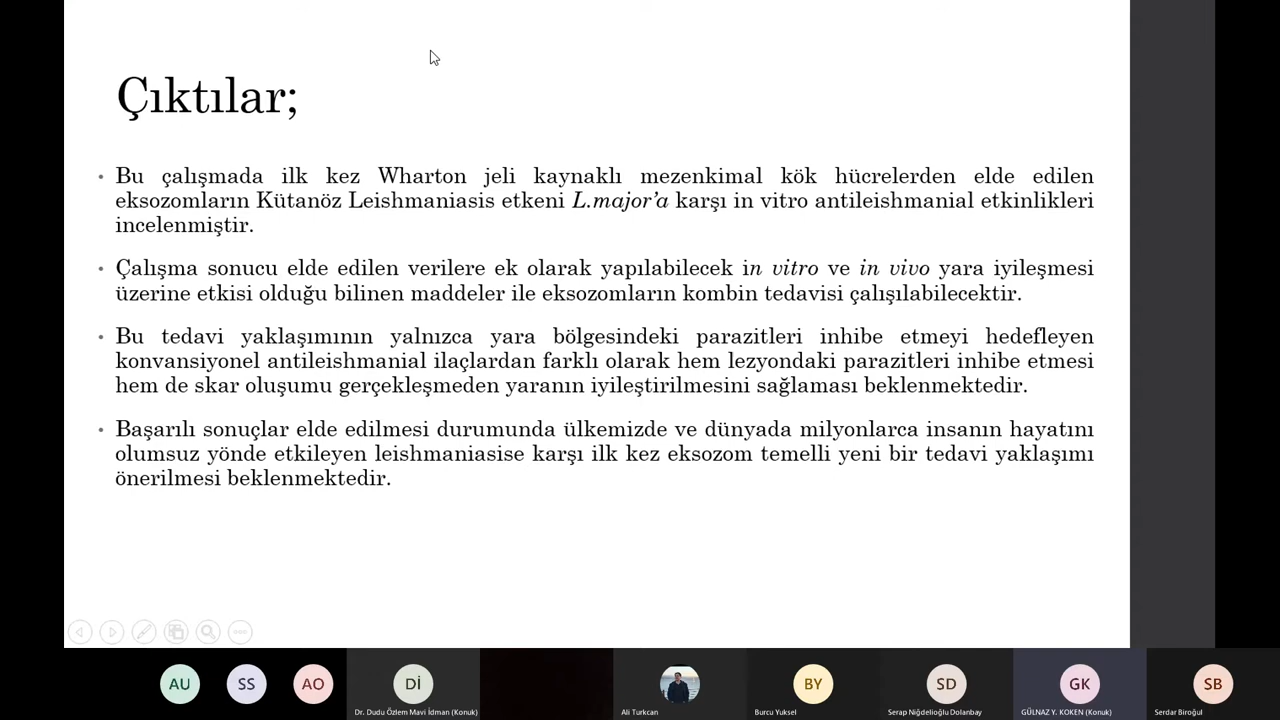 Çıktılar;
• Bu çalışmada ilk kez Wharton jeli kaynaklı mezenkimal kök hücrelerden elde edilen
eksozomların Kütanöz Leishmaniasis etkeni L.major’a karşı in vitro antileishmanial etkinlikleri
incelenmiştir.
• Çalışma sonucu elde edilen verilere ek olarak yapılabilecek in vitro ve in vivo yara iyileşmesi
üzerine etkisi olduğu bilinen maddeler ile eksozomların kombin tedavisi çalışılabilecektir.
• Bu tedavi yaklaşımının yalnızca yara bölgesindeki parazitleri inhibe etmeyi hedefleyen
konvansiyonel antileishmanial ilaçlardan farklı olarak hem lezyondaki parazitleri inhibe etmesi
hem de skar oluşumu gerçekleşmeden yaranın iyileştirilmesini sağlaması beklenmektedir.
• Başarılı sonuçlar elde edilmesi durumunda ülkemizde ve dünyada milyonlarca insanın hayatını
olumsuz yönde etkileyen leishmaniasise karşı ilk kez eksozom temelli yeni bir tedavi yaklaşımı
önerilmesi beklenmektedir.
AU SS AO Dİ BY SD GK SB
Dr. Dudu Özlem Mavi İdman (Konuk) Ali Turkcan Burcu Yuksel Serap Niğdelioğlu Dolanbay GÜLNAZ Y. KOKEN (Konuk) Serdar Biroğul